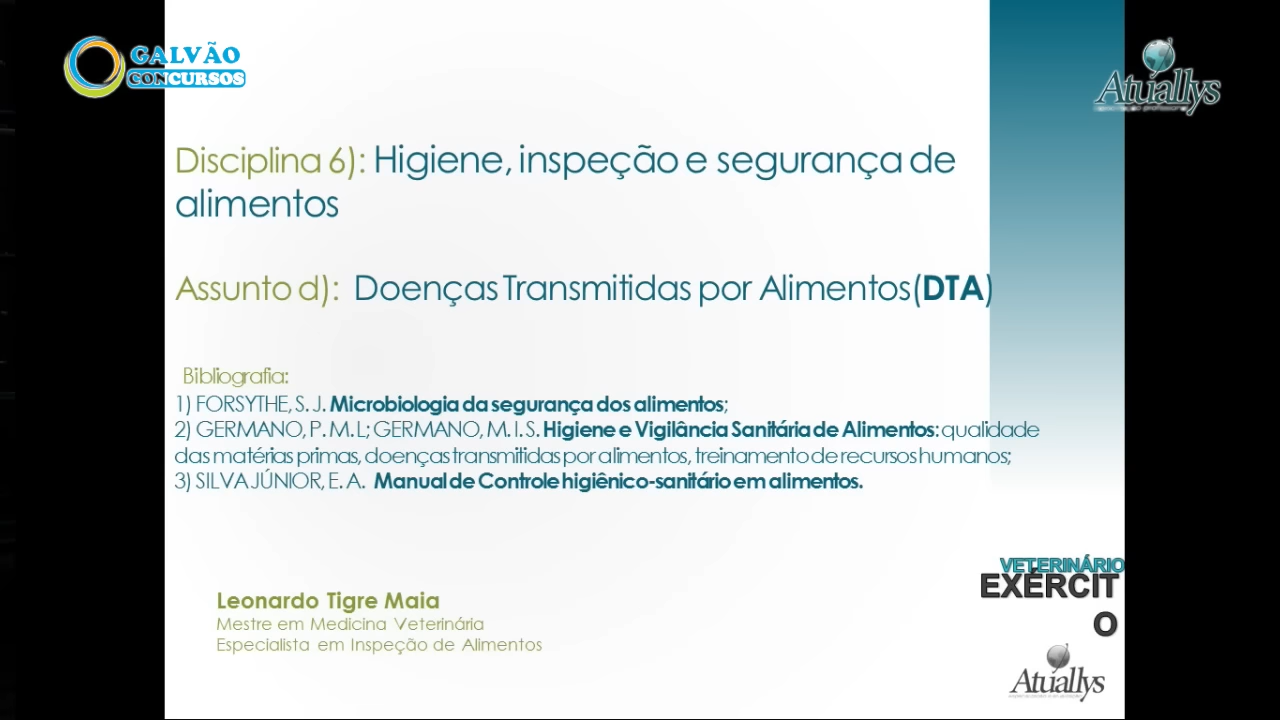 GALVÃO
CONCURSOS
Atuallys
Disciplina 6): Higiene, inspeção e segurança de
alimentos
Assunto d): Doenças Transmitidas por Alimentos(DTA)
Bibliografia:
1) FORSYTHE, S. J. Microbiologia da segurança dos alimentos;
2) GERMANO, P. M. L; GERMANO, M. I. S. Higiene e Vigilância Sanitária de Alimentos: qualidade
das matérias primas, doenças transmitidas por alimentos, treinamento de recursos humanos;
3) SILVA JÚNIOR, E. A. Manual de Controle higiênico-sanitário em alimentos.
VETERINÁRIO
EXÉRCIT
O
Leonardo Tigre Maia
Mestre em Medicina Veterinária
Especialista em Inspeção de Alimentos
Atuallys